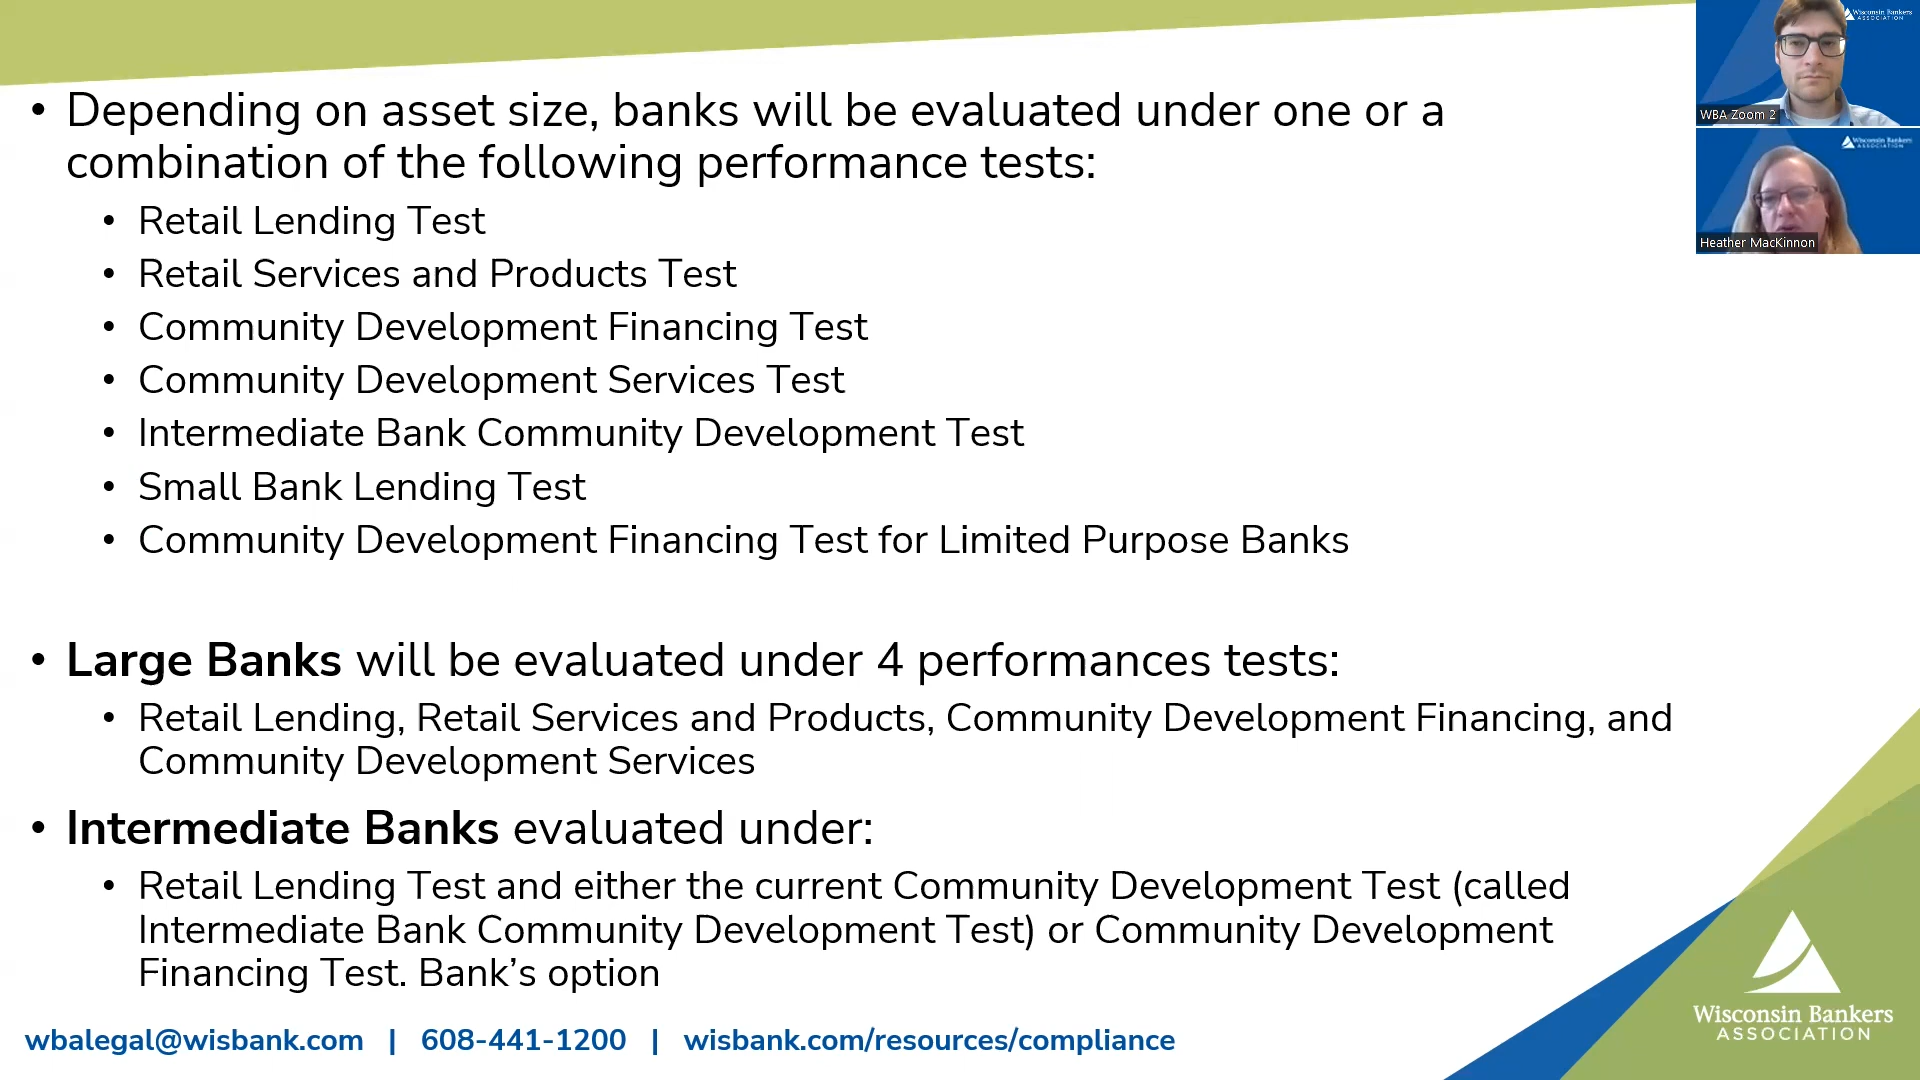 • Depending on asset size, banks will be evaluated under one or a
combination of the following performance tests:
• Retail Lending Test
• Retail Services and Products Test
• Community Development Financing Test
• Community Development Services Test
• Intermediate Bank Community Development Test
• Small Bank Lending Test
• Community Development Financing Test for Limited Purpose Banks
• Large Banks will be evaluated under 4 performances tests:
• Retail Lending, Retail Services and Products, Community Development Financing, and
Community Development Services
• Intermediate Banks evaluated under:
• Retail Lending Test and either the current Community Development Test (called
Intermediate Bank Community Development Test) or Community Development
Financing Test. Bank’s option
wbalegal@wisbank.com | 608-441-1200 | wisbank.com/resources/compliance
Wisconsin Bankers
ASSOCIATION
Wisconsin Bankers
ASSOCIATION
WBA Zoom 2
Wisconsin Bankers
ASSOCIATION
Heather MacKinnon